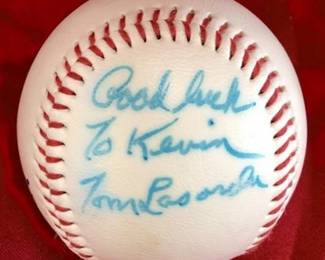 Good luck
To Kevin
Tom Lasorda